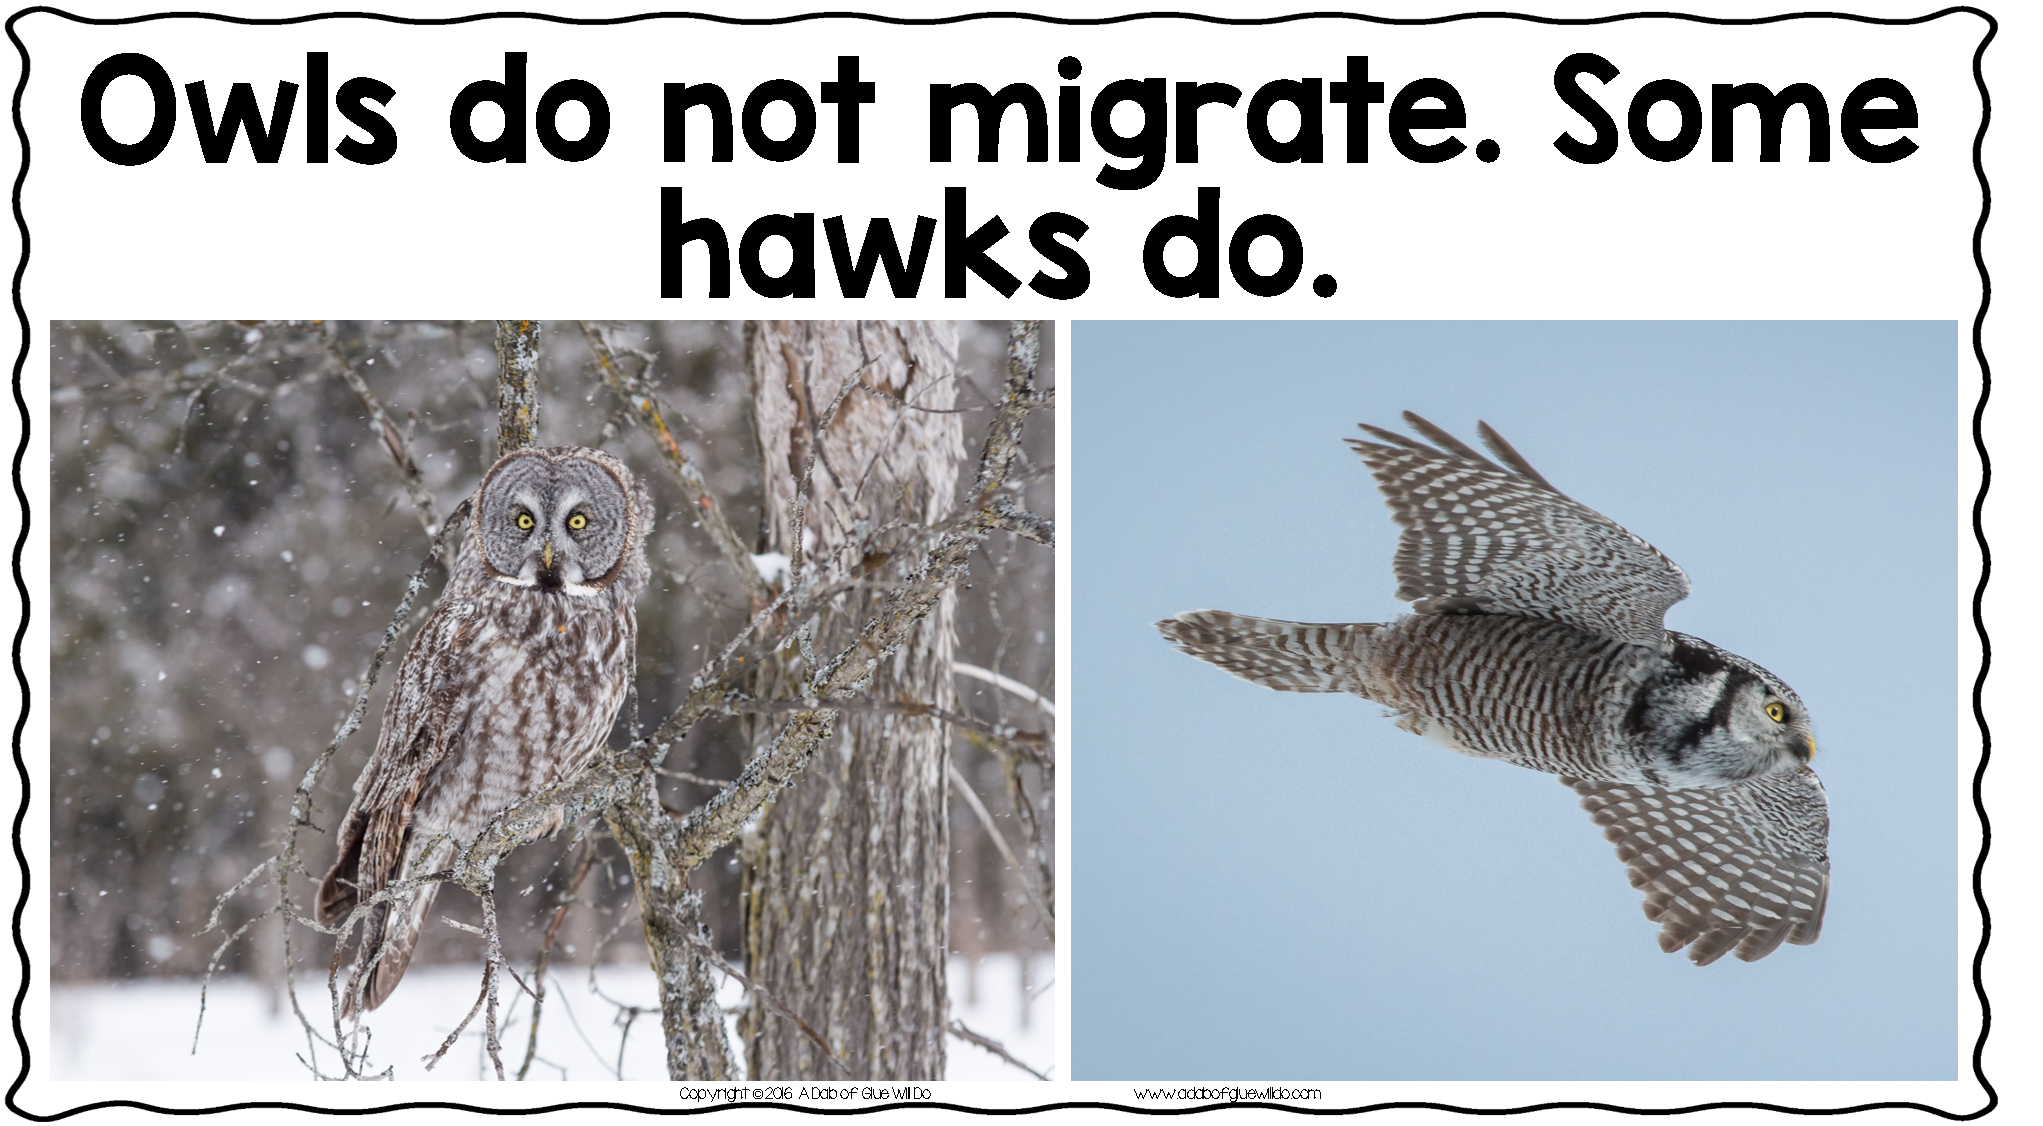 Owls do not migrate. Some
hawks do.
Copyright ©2016 A Dab of Glue Will Do
www.adabofgluewilldo.com